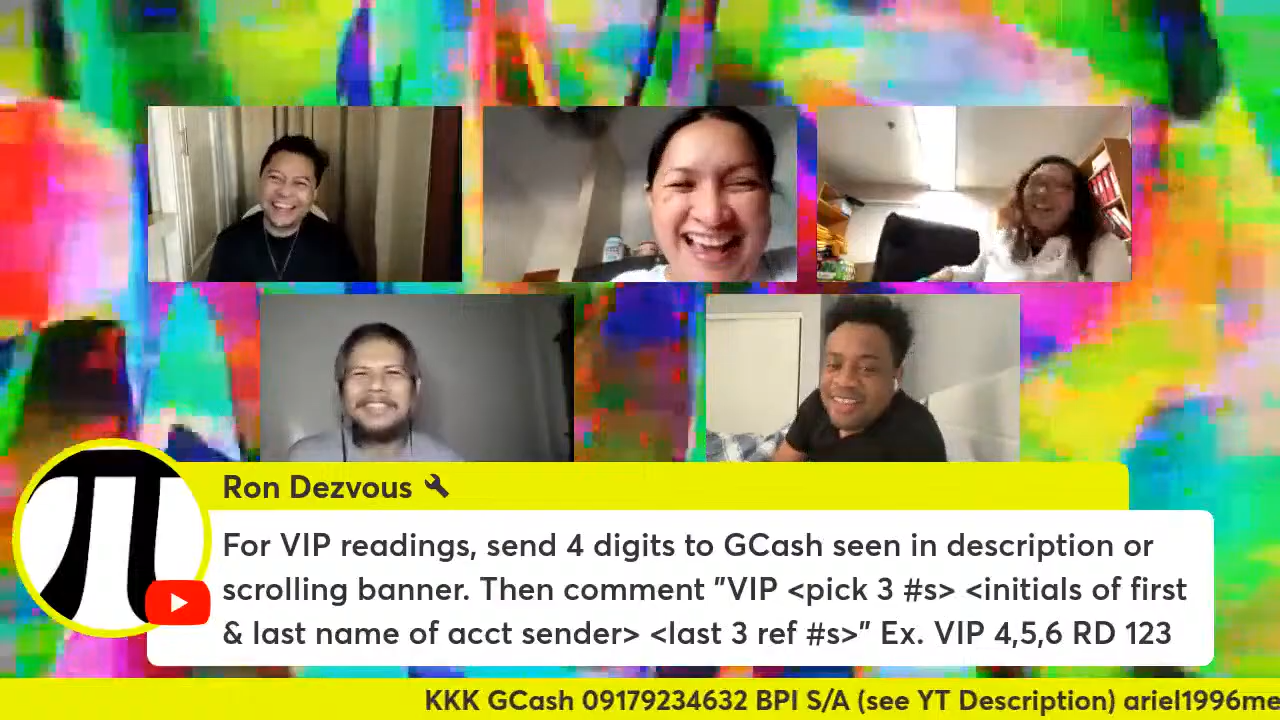 Ron Dezvous
For VIP readings, send 4 digits to GCash seen in description or
scrolling banner. Then comment "VIP <pick 3 #s> <initials of first
& last name of acct sender> <last 3 ref #s>" Ex. VIP 4,5,6 RD 123
KKK GCash 09179234632 BPI S/A (see YT Description) ariel1996me